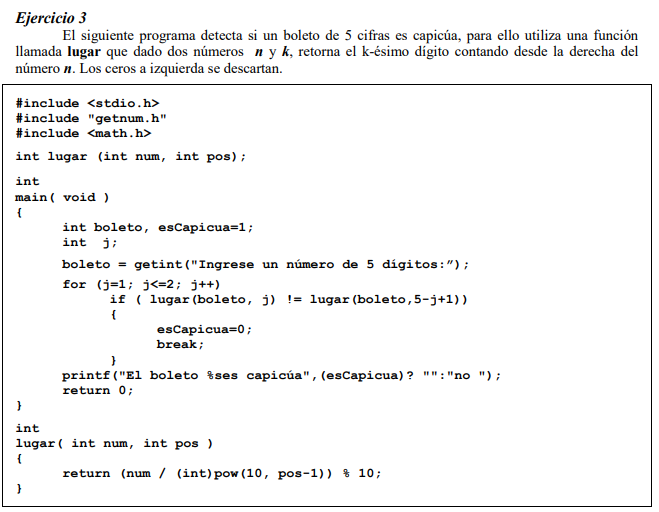 Ejercicio 3
El siguiente programa detecta si un boleto de 5 cifras es capicúa, para ello utiliza una función
llamada lugar que dado dos números n y k, retorna el k-ésimo dígito contando desde la derecha del
número n. Los ceros a izquierda se descartan.
#include <stdio.h>
#include "getnum.h"
#include <math.h>
int lugar (int num, int pos);
int
main( void )
{
int boleto, esCapicua=1;
int j;
boleto = getint("Ingrese un número de 5 dígitos:”);
for (j=1; j<=2; j++)
if ( lugar(boleto, j) != lugar(boleto,5-j+1))
{
esCapicua=0;
break;
}
printf("El boleto %ses capicúa",(esCapicua)? "":"no ");
return 0;
}
int
lugar( int num, int pos )
{
return (num / (int)pow(10, pos-1)) % 10;
}